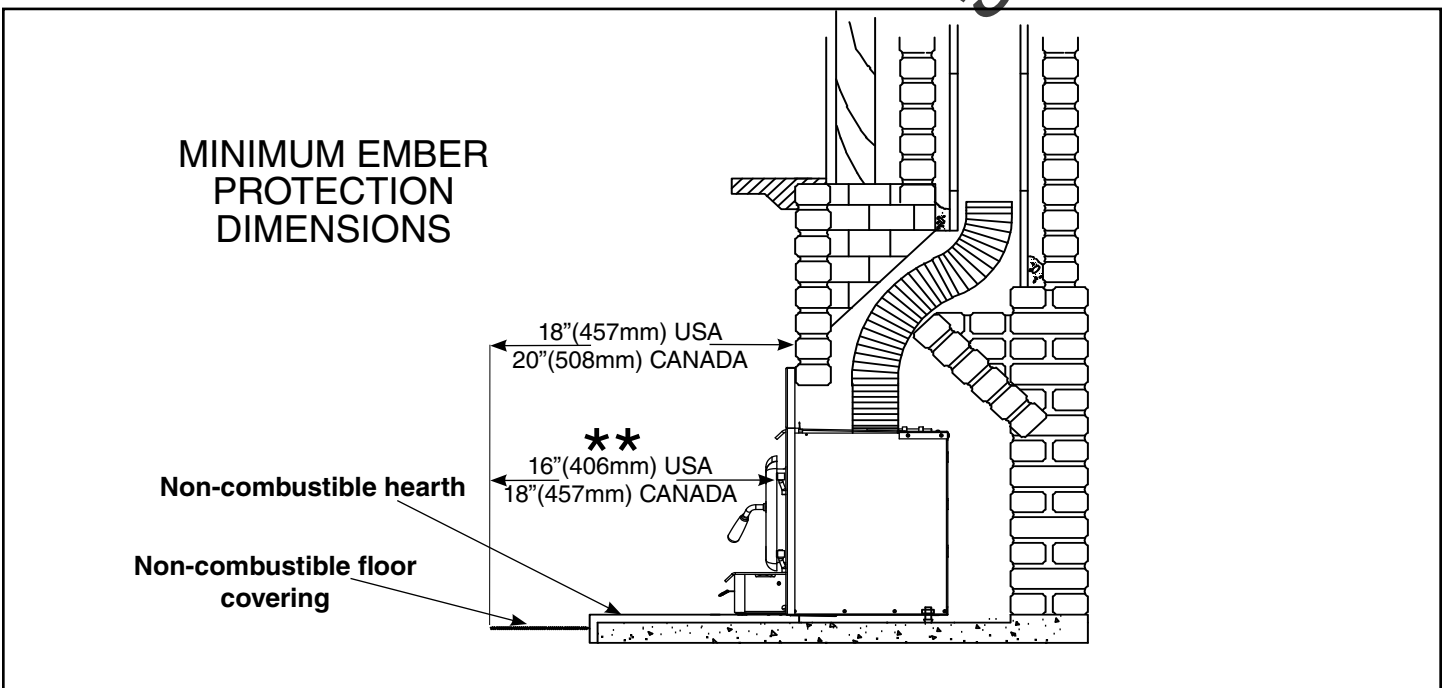 MINIMUM EMBER
PROTECTION
DIMENSIONS
18”(457mm) USA
20”(508mm) CANADA
**
16”(406mm) USA
18”(457mm) CANADA
Non-combustible hearth
Non-combustible floor
covering